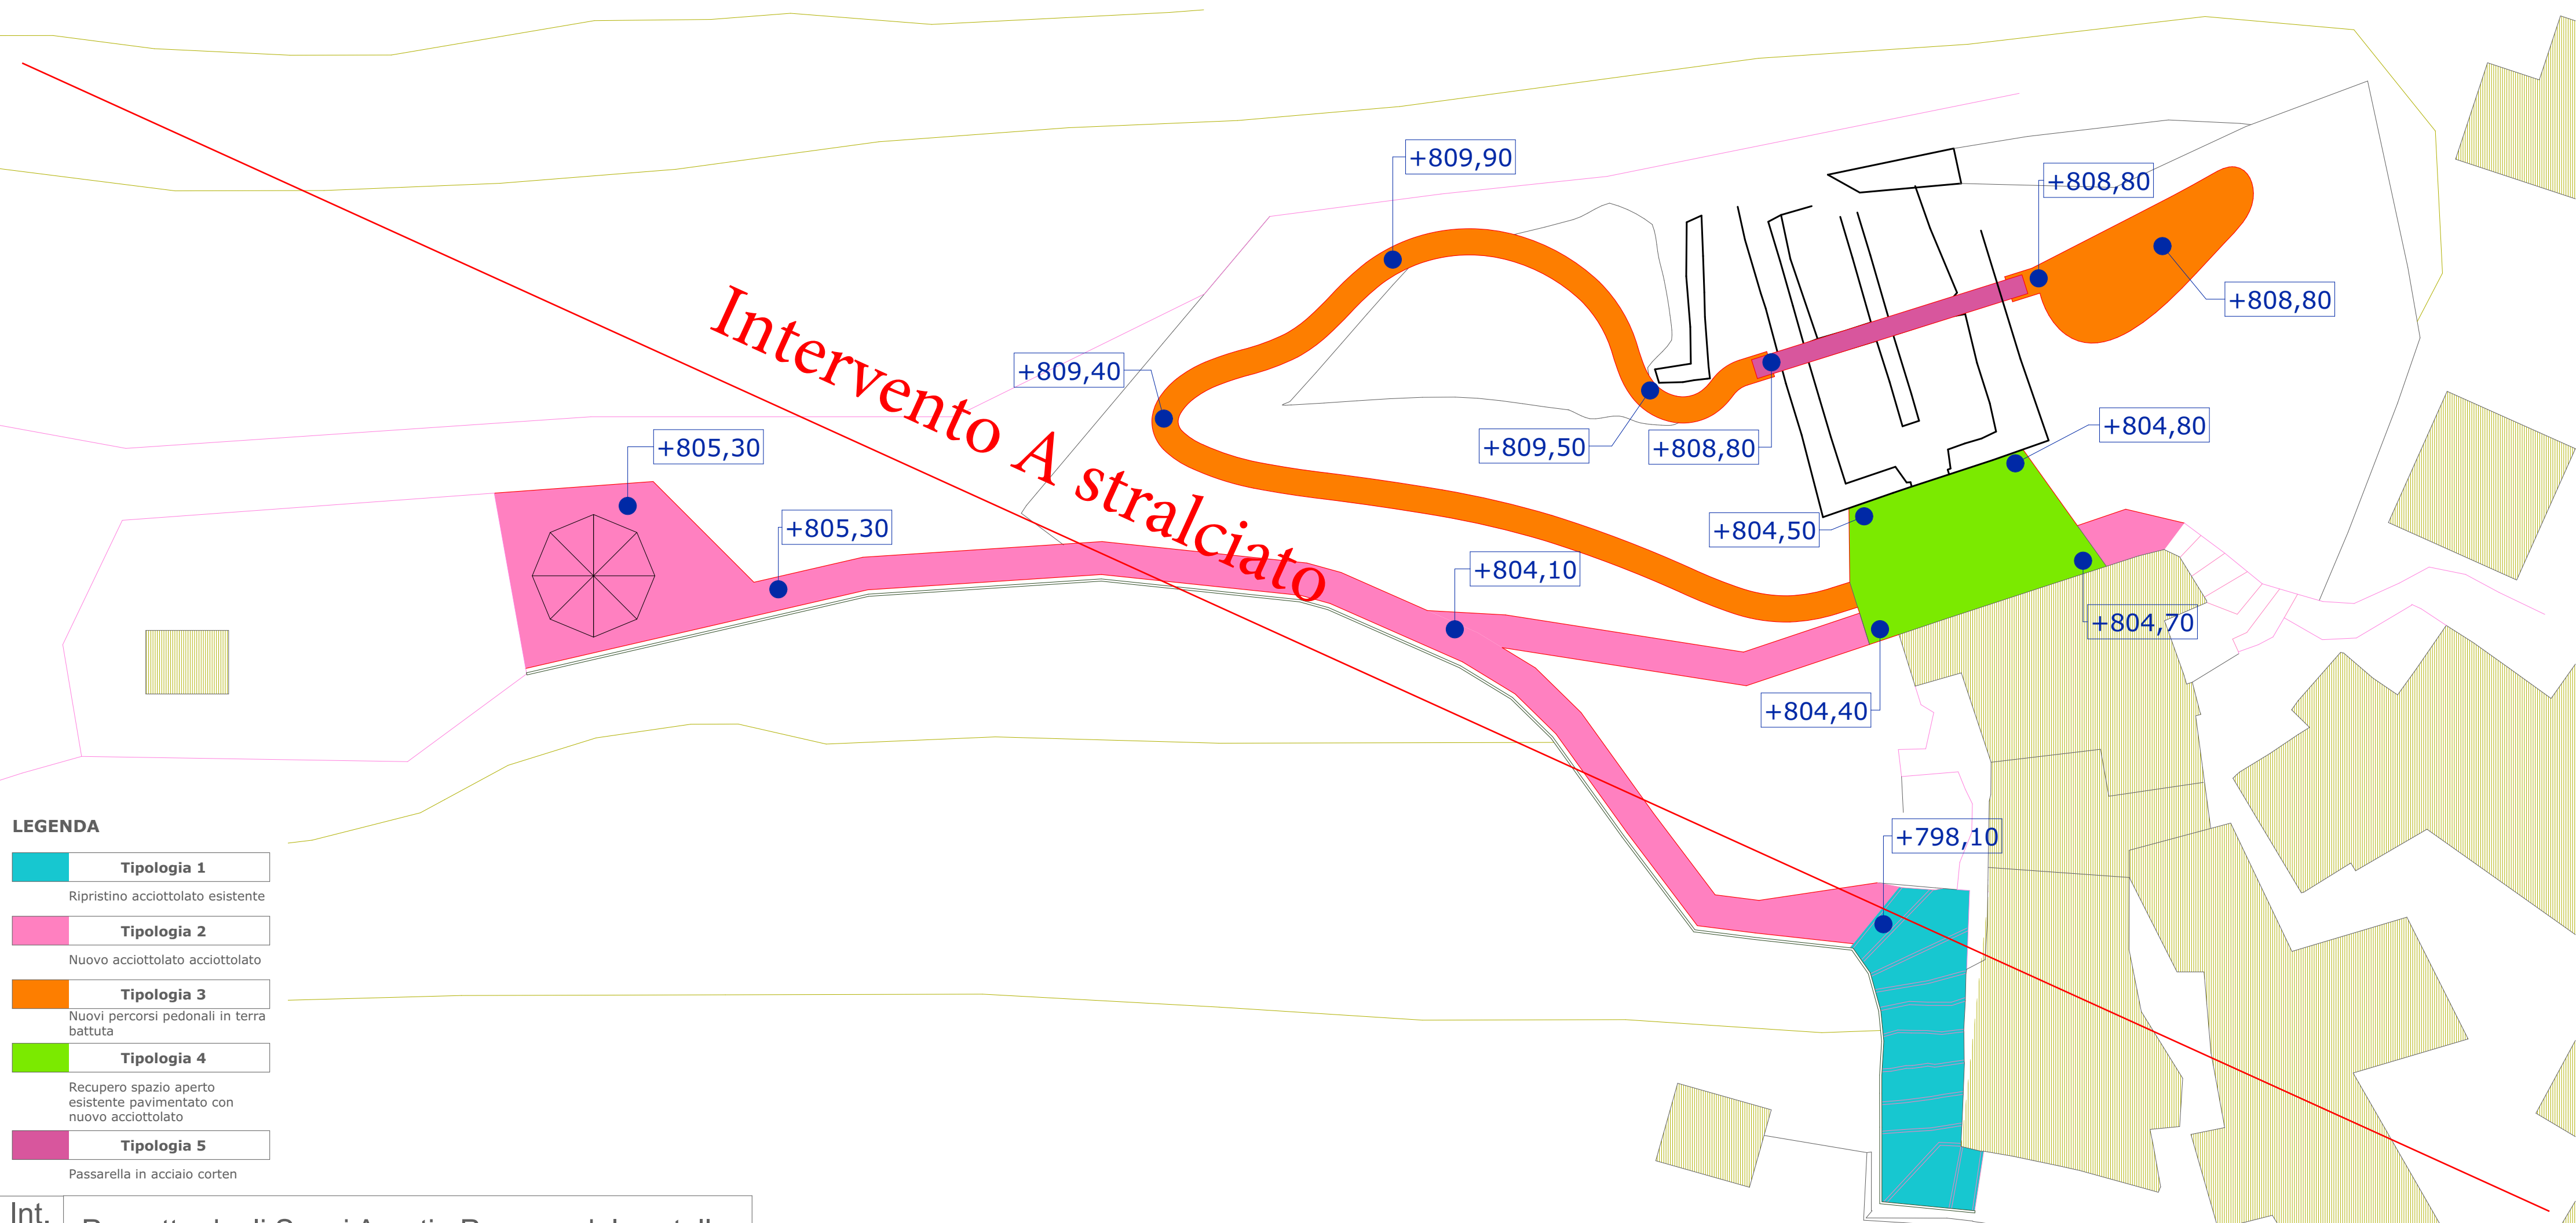 +809,90
+808,80
+808,80
+809,40
+809,50
+808,80
+804,80
+805,30
+805,30
+804,50
+804,10
+804,70
+804,40
+798,10
Intervento A stralciato
LEGENDA
Tipologia 1
Ripristino acciottolato esistente
Tipologia 2
Nuovo acciottolato acciottolato
Tipologia 3
Nuovi percorsi pedonali in terra
battuta
Tipologia 4
Recupero spazio aperto
esistente pavimentato con
nuovo acciottolato
Tipologia 5
Passarella in acciaio corten
Int.